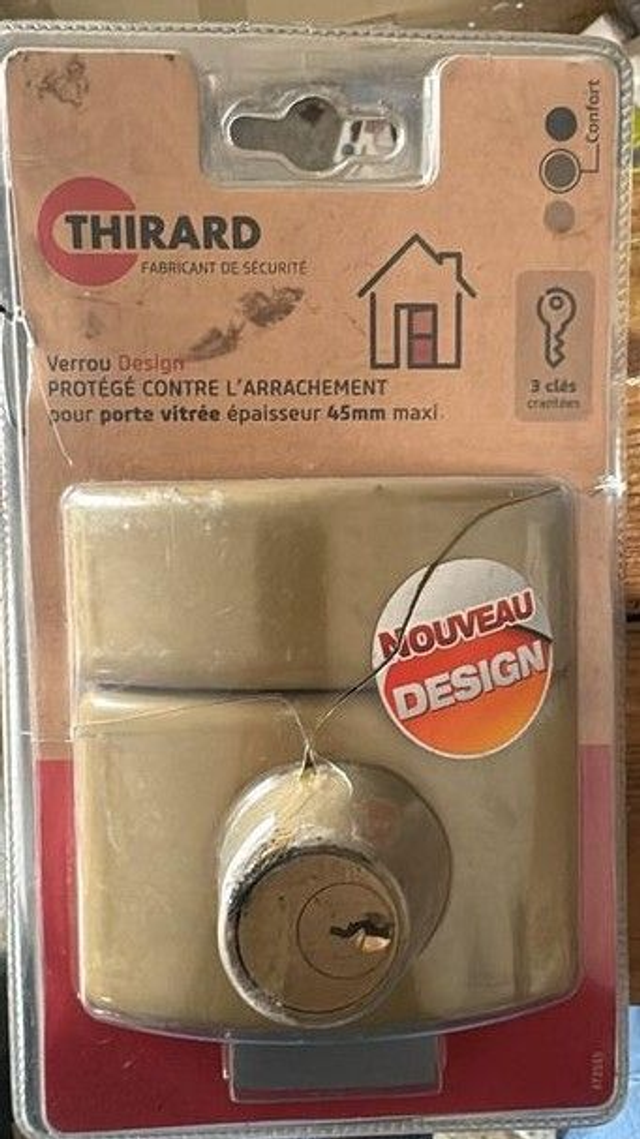 Confort
THIRARD
FABRICANT DE SÉCURITÉ
Verrou Design
PROTÉGÉ CONTRE L'ARRACHEMENT
pour porte vitrée épaisseur 45mm maxi
3 clés
crantées
NOUVEAU
DESIGN